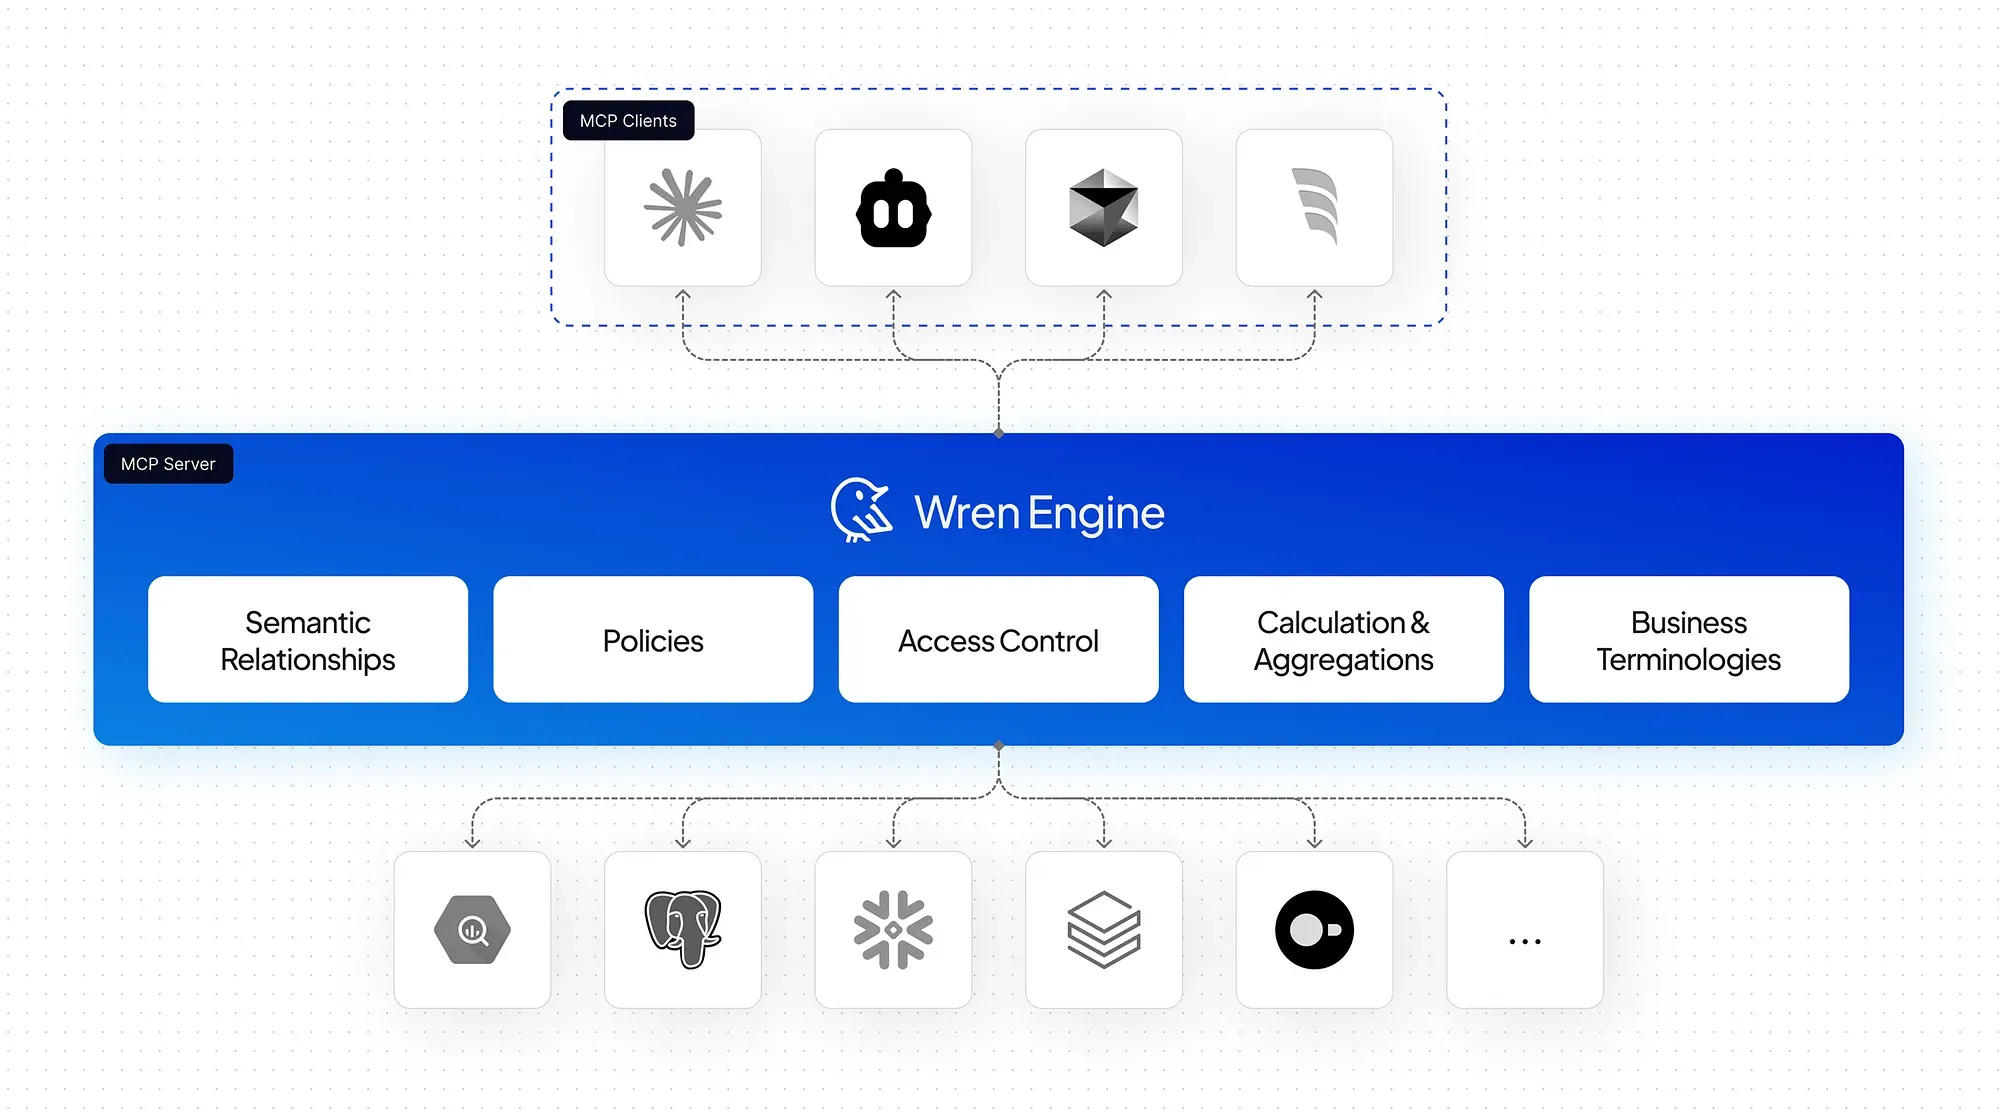 MCP Clients
MCP Server
Wren Engine
Semantic
Relationships
Policies
Access Control
Calculation &
Aggregations
Business
Terminologies
...